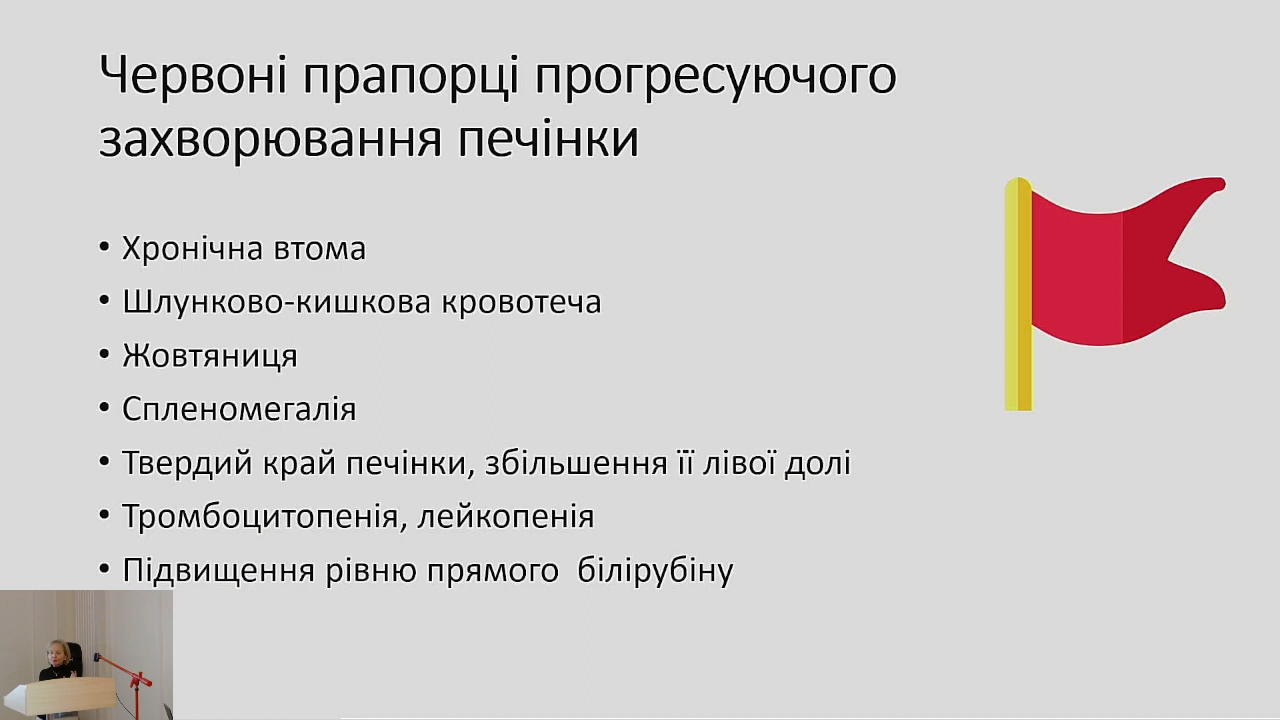 Червоні прапорці прогресуючого
захворювання печінки
• Хронічна втома
• Шлунково-кишкова кровотеча
• Жовтяниця
• Спленомегалія
• Твердий край печінки, збільшення її лівої долі
• Тромбоцитопенія, лейкопенія
• Підвищення рівню прямого  білірубіну